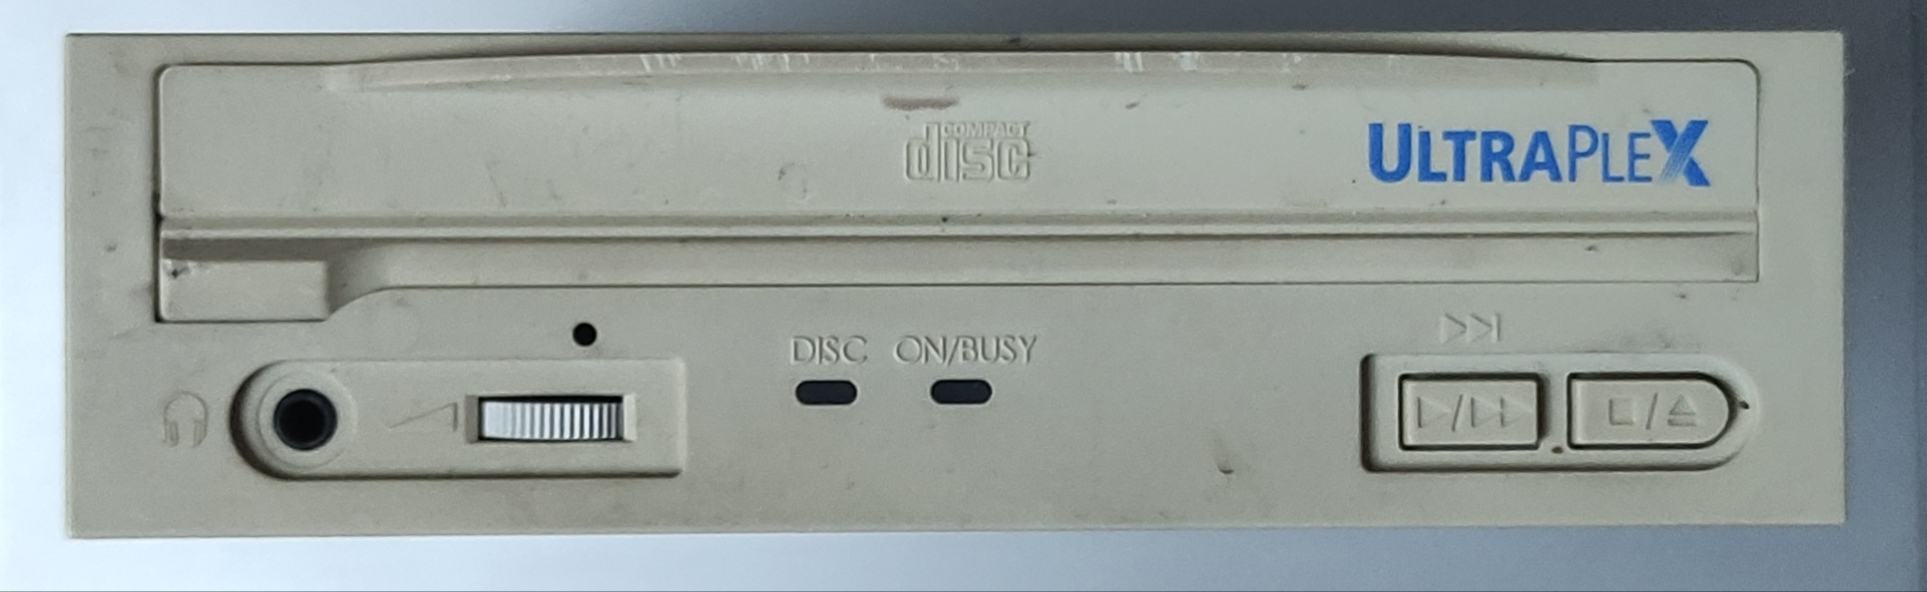 COMPACT
disc
ULTRAPLEX
DISC ON/BUSY